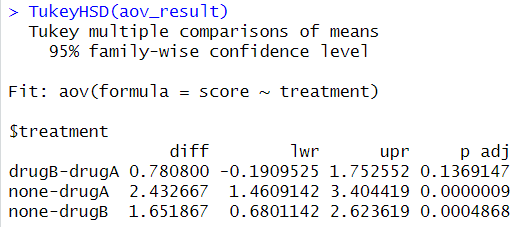 > TukeyHSD(aov_result)
  Tukey multiple comparisons of means
    95% family-wise confidence level

Fit: aov(formula = score ~ treatment)

$treatment
                diff        lwr      upr     p adj
drugB-drugA 0.780800 -0.1909525 1.752552 0.1369147
none-drugA  2.432667  1.4609142 3.404419 0.0000009
none-drugB  1.651867  0.6801142 2.623619 0.0004868